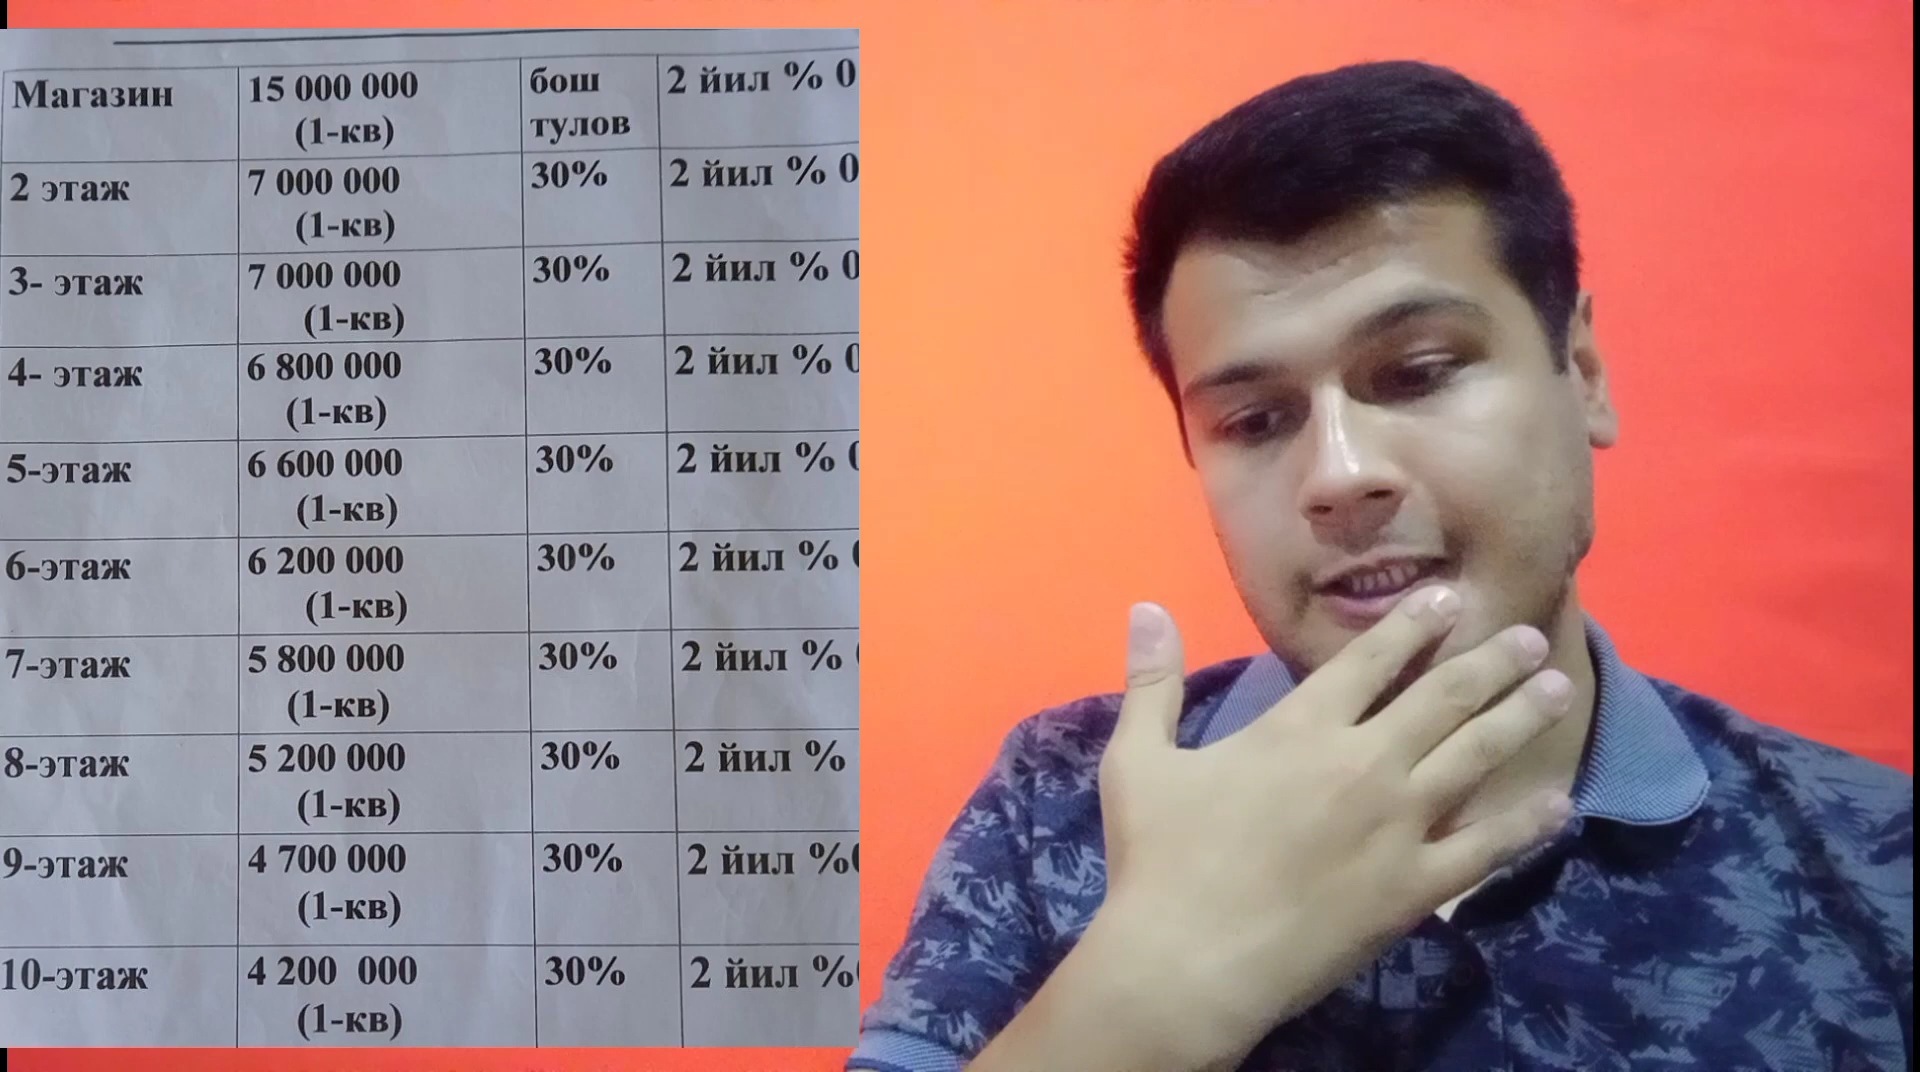 Магазин 15 000 000 бош 2 йил % 0
(1-кв) тулов
2 этаж 7 000 000 30% 2 йил % 0
(1-кв)
3- этаж 7 000 000 30% 2 йил % 0
(1-кв)
4- этаж 6 800 000 30% 2 йил % 0
(1-кв)
5-этаж 6 600 000 30% 2 йил % 0
(1-кв)
6-этаж 6 200 000 30% 2 йил %
(1-кв)
7-этаж 5 800 000 30% 2 йил %
(1-кв)
8-этаж 5 200 000 30% 2 йил %
(1-кв)
9-этаж 4 700 000 30% 2 йил %
(1-кв)
10-этаж 4 200 000 30% 2 йил %
(1-кв)